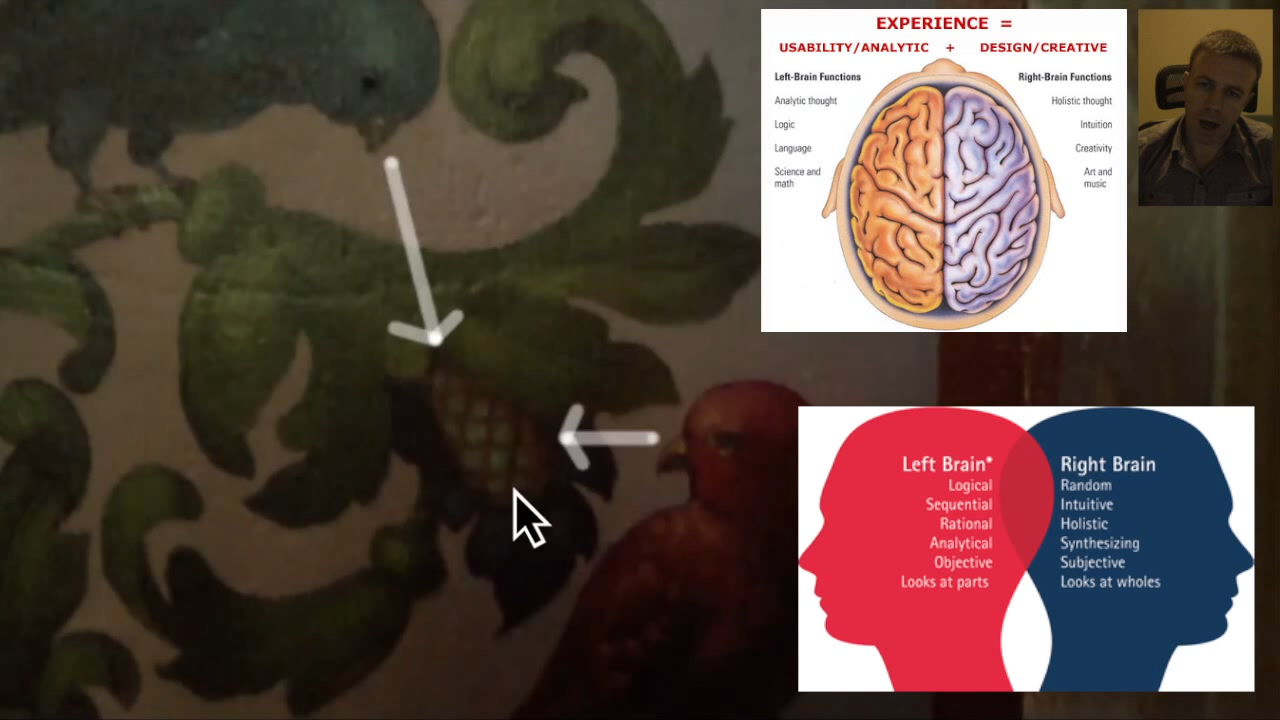 EXPERIENCE =
USABILITY/ANALYTIC + DESIGN/CREATIVE
Left-Brain Functions
Analytic thought
Logic
Language
Science and
math
Right-Brain Functions
Holistic thought
Intuition
Creativity
Art and
music
Left Brain*
Logical
Sequential
Rational
Analytical
Objective
Looks at parts
Right Brain
Random
Intuitive
Holistic
Synthesizing
Subjective
Looks at wholes